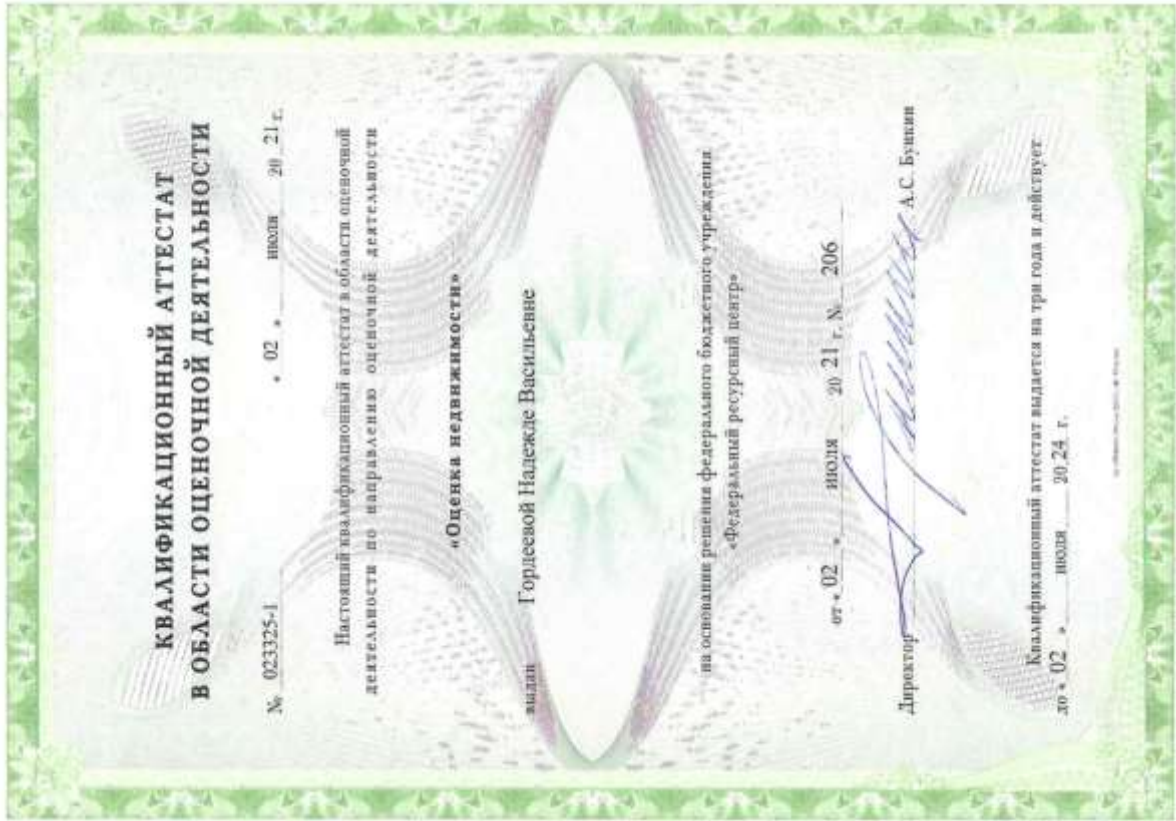 КВАЛИФИКАЦИОННЫЙ АТТЕСТАТ
В ОБЛАСТИ ОЦЕНОЧНОЙ ДЕЯТЕЛЬНОСТИ
№ 023325-1 « 02 » июля 20 21 г.
Настоящий квалификационный аттестат в области оценочной
деятельности по направлению оценочной деятельности
«Оценка недвижимости»
выдан Гордеевой Надежде Васильевне
на основании решения федерального бюджетного учреждения
«Федеральный ресурсный центр»
от « 02 » июля 20 21 г. № 206
Директор А.С. Бункин
Квалификационный аттестат выдается на три года и действует
до « 02 » июля 20 24 г.